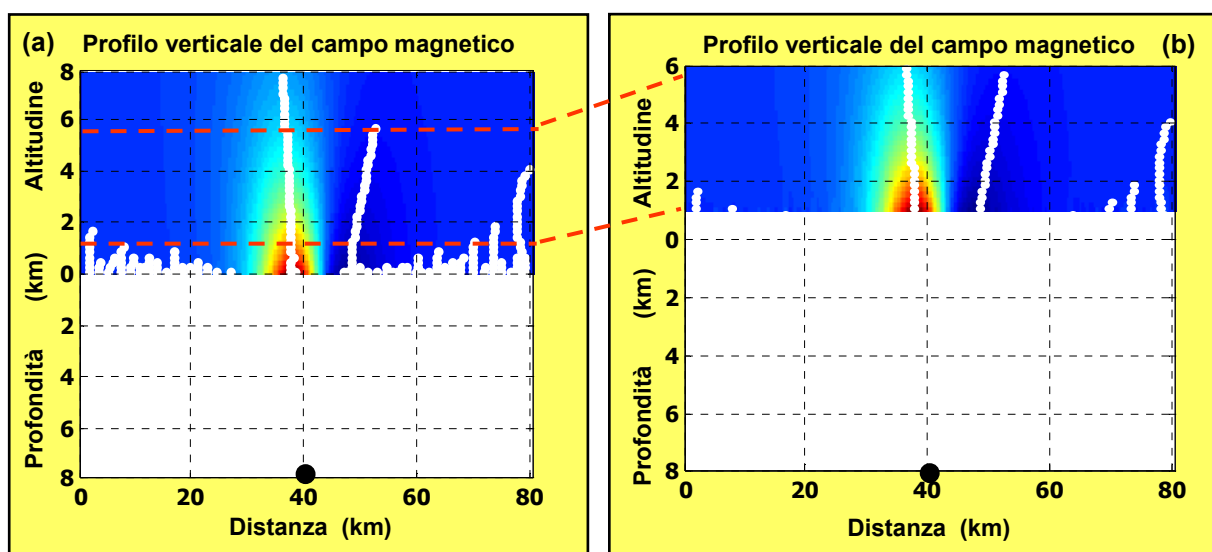 (a) Profilo verticale del campo magnetico
Altitudine
(km)
Profondità
8
6
4
2
0
2
4
6
8
0 20 40 60 80
Distanza (km)
Profilo verticale del campo magnetico (b)
Altitudine
(km)
Profondità
6
4
2
0
2
4
6
8
0 20 40 60 80
Distanza (km)